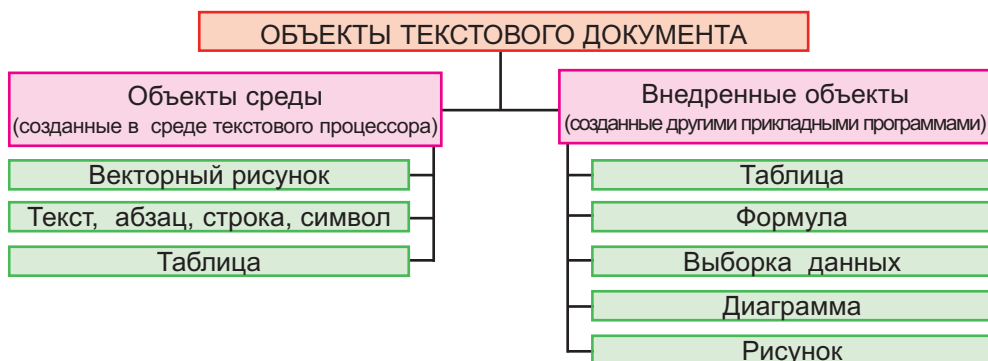 ОБЪЕКТЫ ТЕКСТОВОГО ДОКУМЕНТА
Объекты среды
(созданные в среде текстового процессора)
Векторный рисунок
Текст, абзац, строка, символ
Таблица
Внедренные объекты
(созданные другими прикладными программами)
Таблица
Формула
Выборка данных
Диаграмма
Рисунок